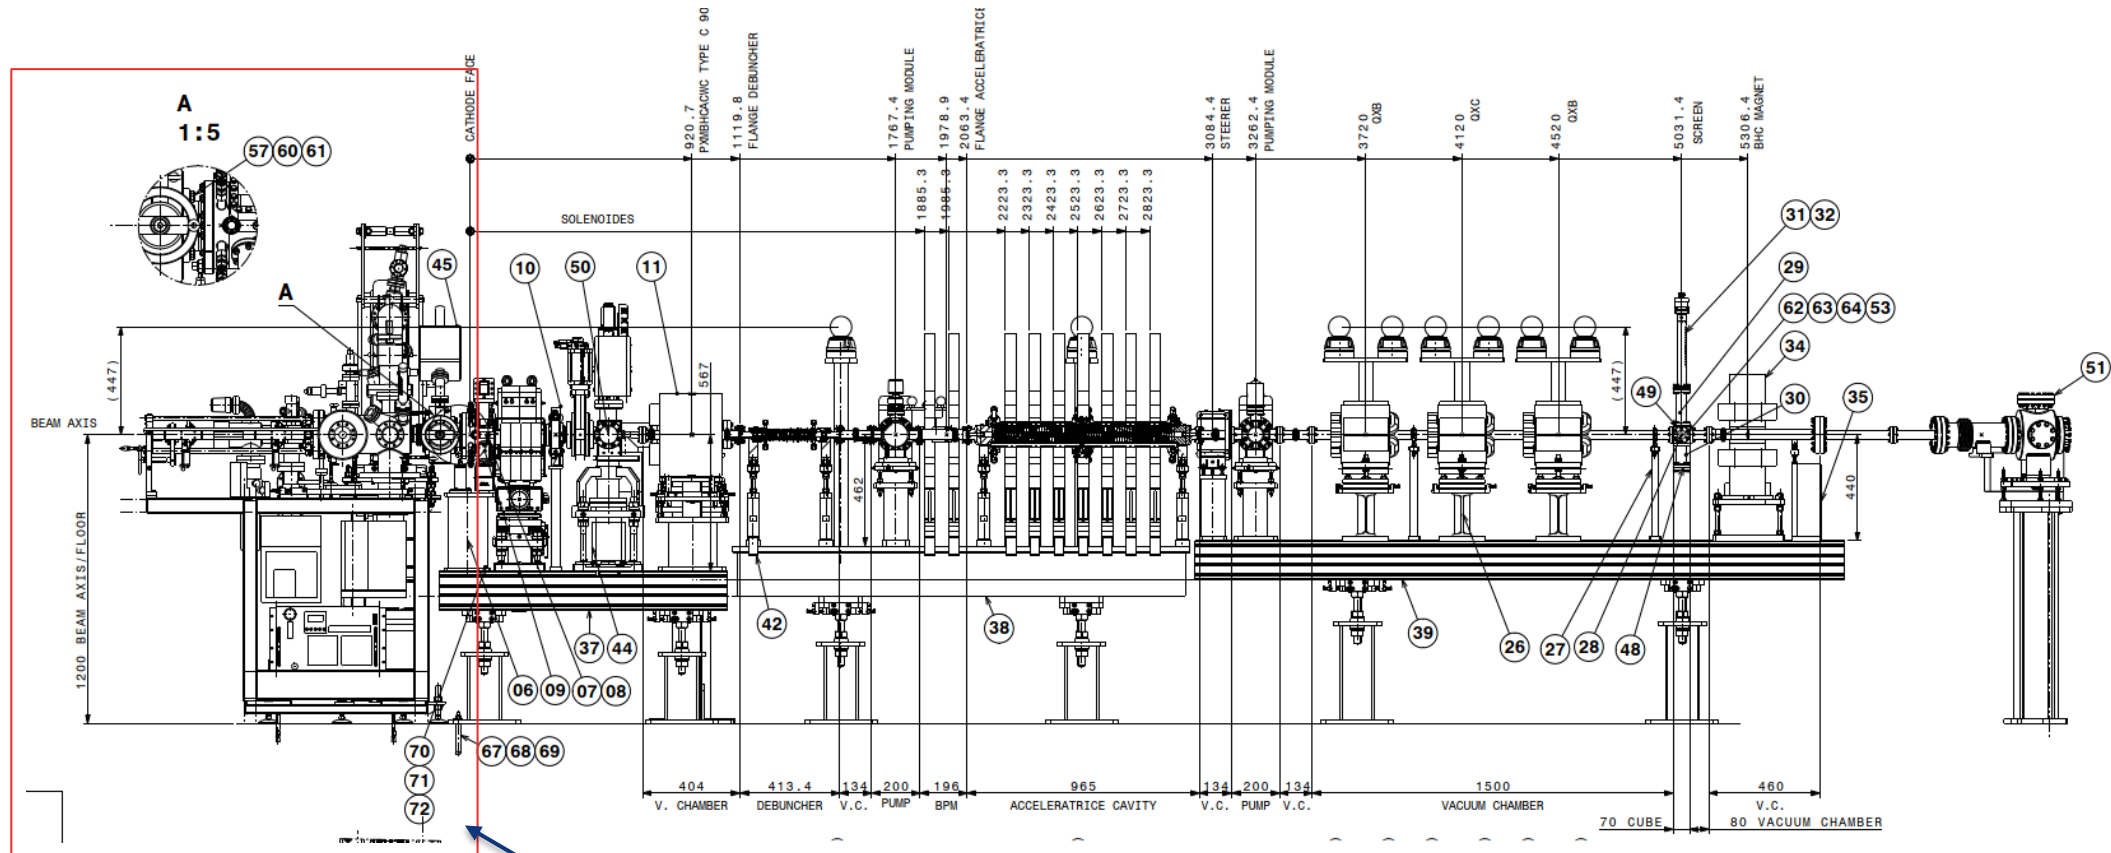 A
1:5
57 60 61
A
45
10
50
11
SOLENOIDES
CATHODE FACE
920.7
PXMBHCACWC TYPE C 90
1119.8
FLANGE DEBUNCHER
1767.4
PUMPING MODULE
1978.9
2063.4
FLANGE ACCELERATRICE
3084.4
STEERER
3262.4
PUMPING MODULE
3720
QXB
4120
QXC
4520
QXB
5031.4
SCREEN
5306.4
BHC MAGNET
1885.3
1985.3
2223.3
2323.3
2423.3
2523.3
2623.3
2723.3
2823.3
31 32
29
62 63 64 53
34
30
35
51
49
(447)
(447)
BEAM AXIS
1200 BEAM AXIS/FLOOR
567
462
440
42
38
39
26
27
28
48
37 44
06 09 07 08
70
71
72
67 68 69
404
V. CHAMBER
413.4
DEBUNCHER
134
V.C.
200
PUMP
196
BPM
965
ACCELERATRICE CAVITY
134
V.C.
200
PUMP
134
V.C.
1500
VACUUM CHAMBER
460
V.C.
70 CUBE
80 VACUUM CHAMBER